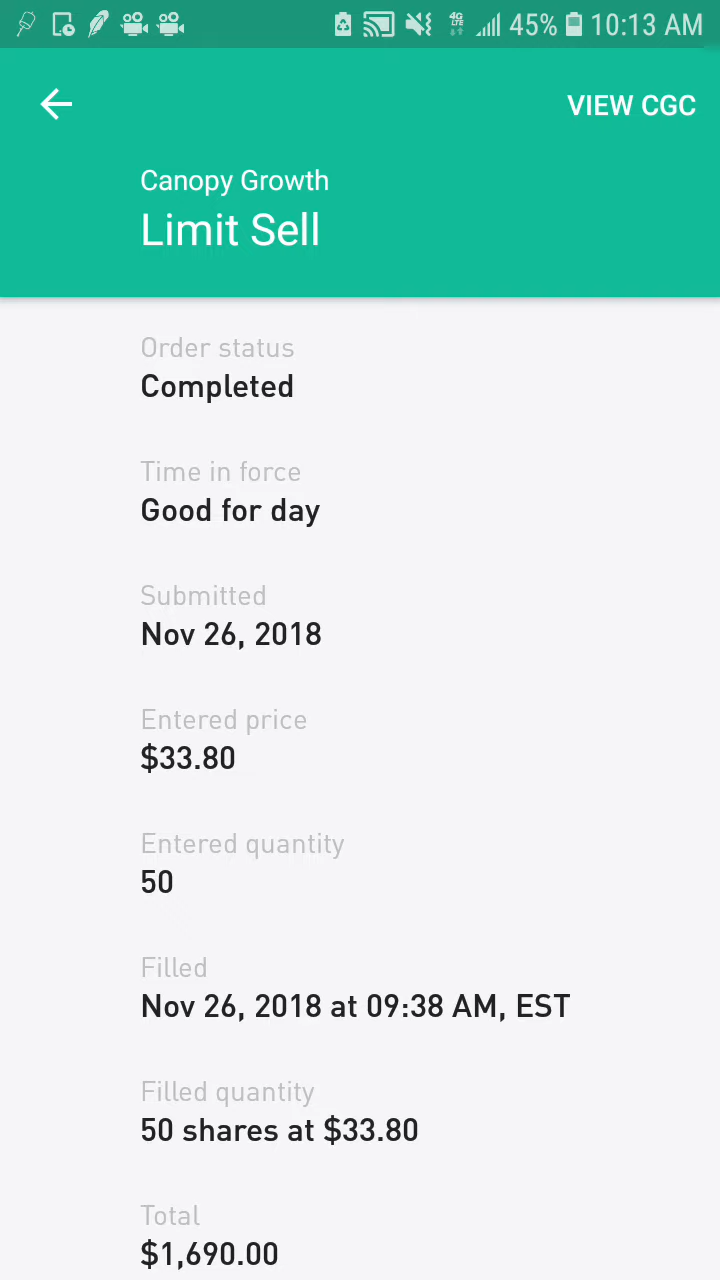 45% 10:13 AM
VIEW CGC
Canopy Growth
Limit Sell
Order status
Completed
Time in force
Good for day
Submitted
Nov 26, 2018
Entered price
$33.80
Entered quantity
50
Filled
Nov 26, 2018 at 09:38 AM, EST
Filled quantity
50 shares at $33.80
Total
$1,690.00